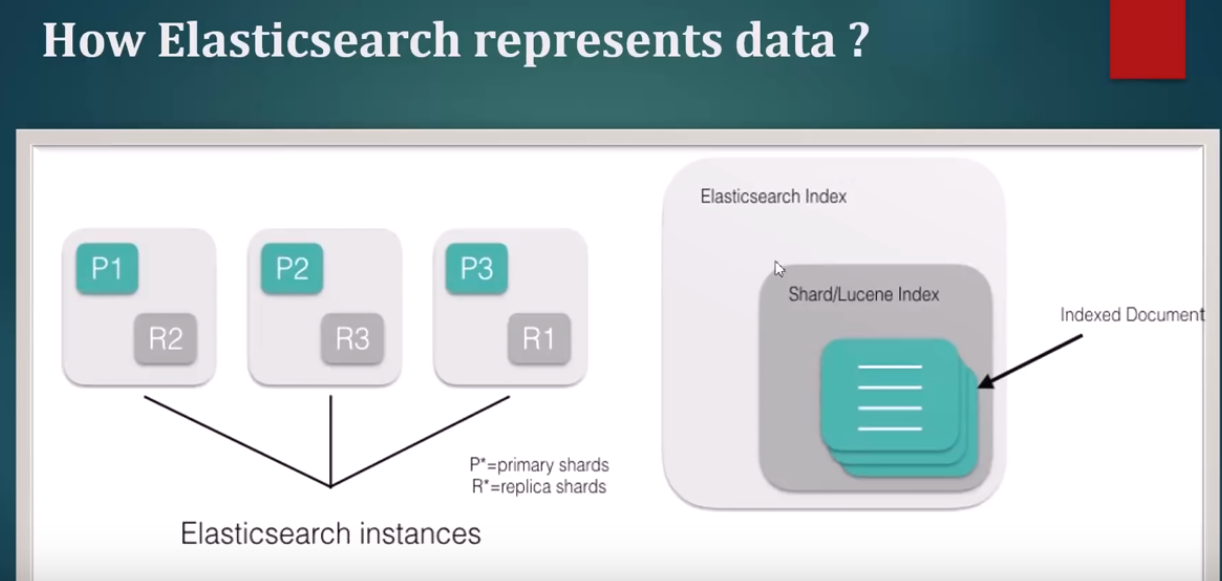 How Elasticsearch represents data ?
P1
R2
P2
R3
P3
R1
P*=primary shards
R*=replica shards
Elasticsearch instances
Elasticsearch Index
Shard/Lucene Index
Indexed Document